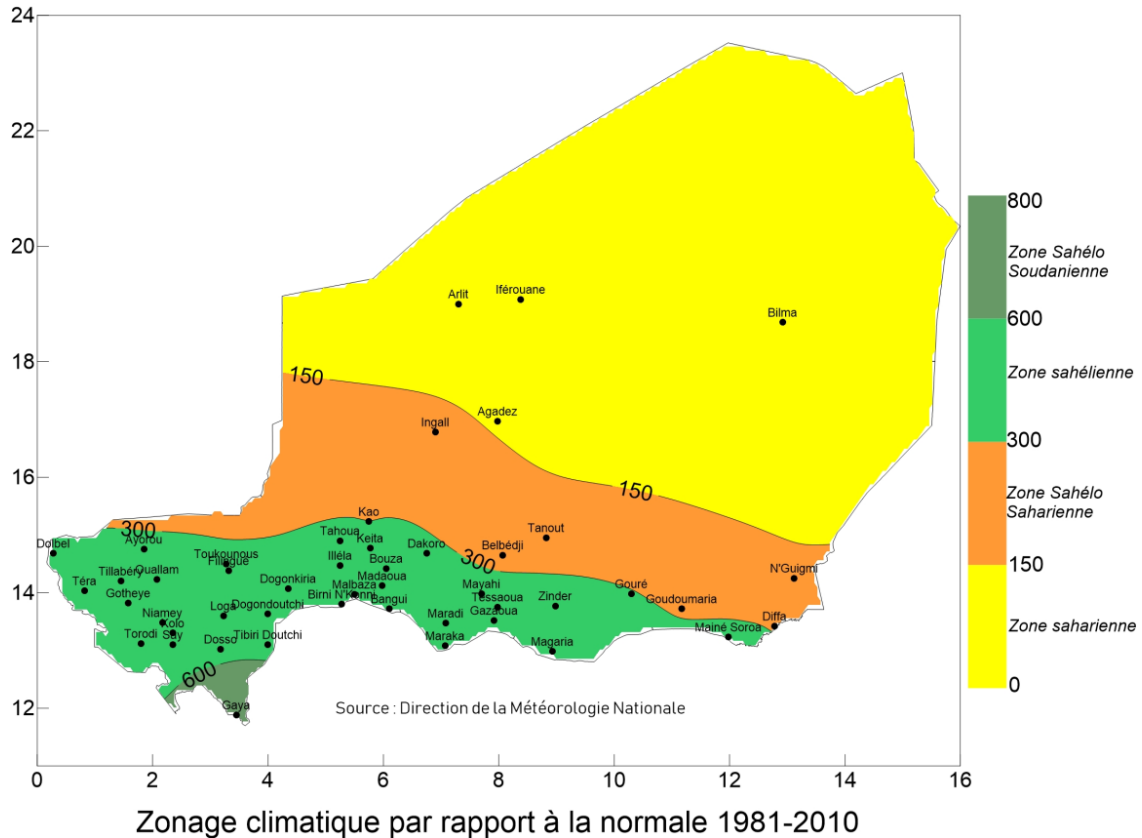 24
22
20
18
16
14
12
0
2
4
6
8
10
12
14
16
Arlit
Iférouane
Bilma
150
Agadez
Ingall
150
Kao
300
Ayorou
Dolbel
Tahoua
Keita
Dakoro
Tanout
Belbédji
300
Toukounous
Filingué
Illéla
Bouza
Tillabéry
Ouallam
Madaoua
N'Guigmi
Téra
Gotheye
Dogonkiria
Malbaza
Birni N'Konni
Bangui
Mayahi
Tessaoua
Gazaoua
Zinder
Gouré
Goudoumaria
Niamey
Kolo
Loga
Dogondoutchi
Maradi
Diffa
Torodi
Say
Dosso
Tibiri Doutchi
Maraka
Magaria
Mainé Soroa
600
Gaya
Source : Direction de la Météorologie Nationale
800
Zone Sahélo
Soudanienne
600
Zone sahélienne
300
Zone Sahélo
Saharienne
150
Zone saharienne
0
Zonage climatique par rapport à la normale 1981-2010